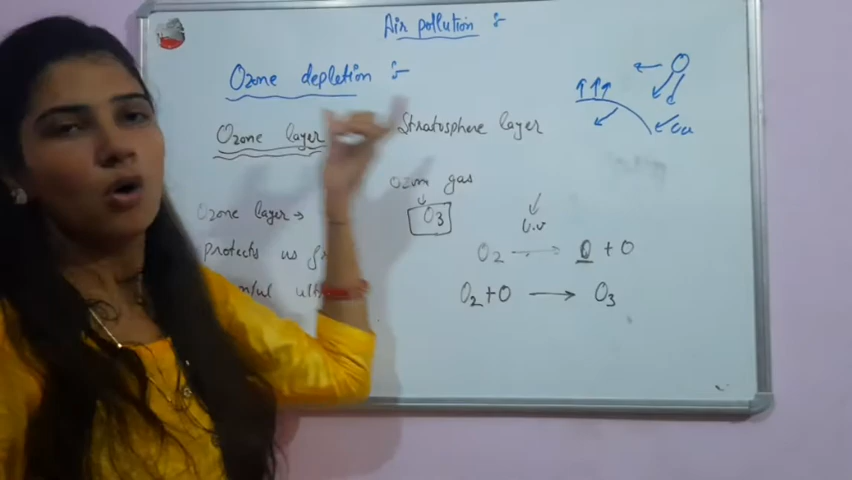 Air pollution :-
Ozone depletion :-
Ozone layer Stratosphere layer
Ozone gas
Ozone layer → O3
U.V
protects us O2 → O + O
O2+O → O3